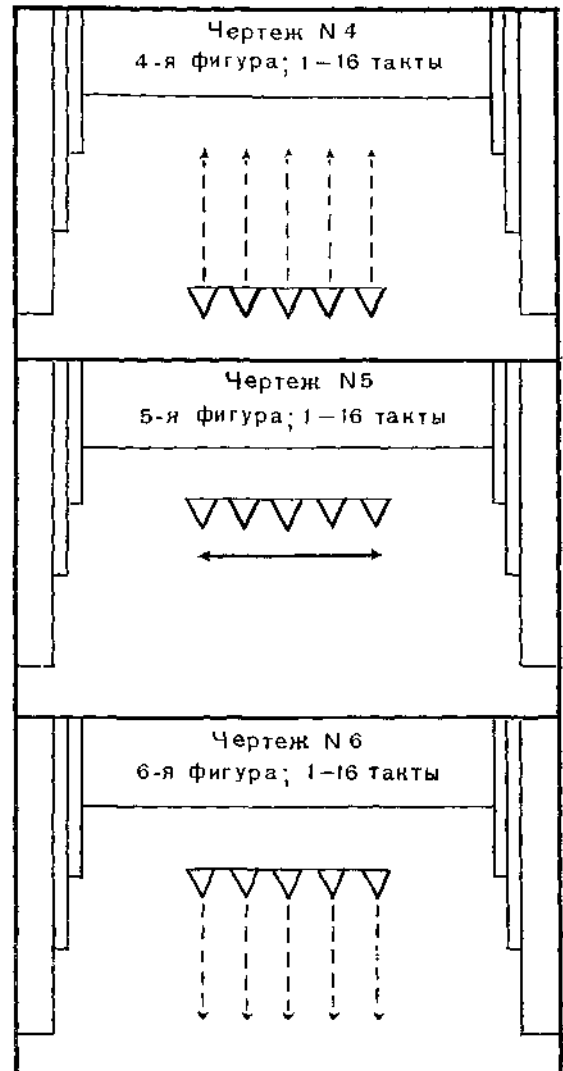 Чертеж N 4
4-я фигура; 1–16 такты
Чертеж N5
5-я фигура; 1–16 такты
Чертеж N 6
6-я фигура; 1–16 такты